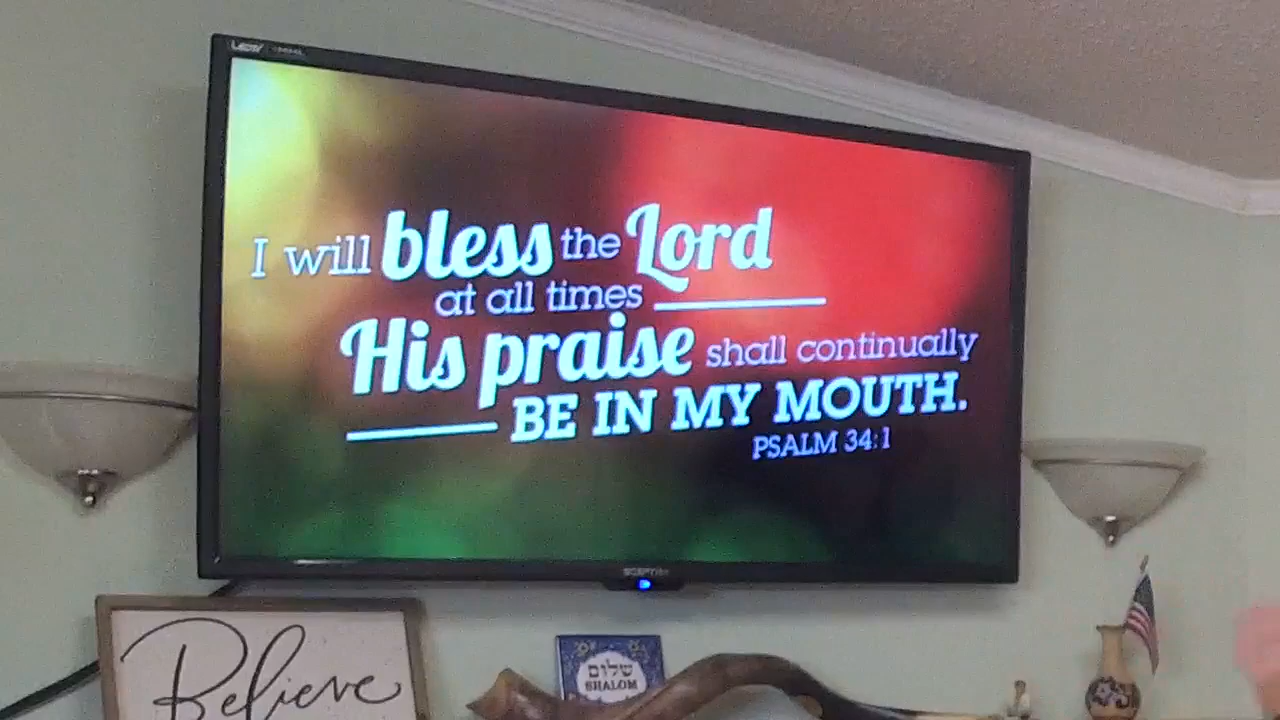 I will bless the Lord
at all times
His praise shall continually
BE IN MY MOUTH.
PSALM 34:1
SCEPTRE
Believe
שלום
SHALOM